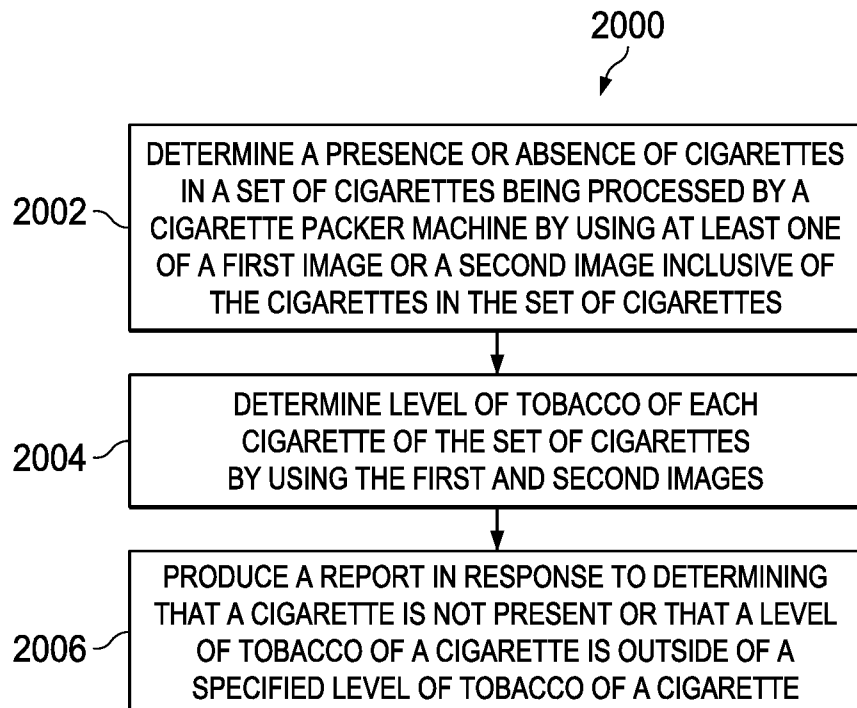 2000
2002
DETERMINE A PRESENCE OR ABSENCE OF CIGARETTES
IN A SET OF CIGARETTES BEING PROCESSED BY A
CIGARETTE PACKER MACHINE BY USING AT LEAST ONE
OF A FIRST IMAGE OR A SECOND IMAGE INCLUSIVE OF
THE CIGARETTES IN THE SET OF CIGARETTES
2004
DETERMINE LEVEL OF TOBACCO OF EACH
CIGARETTE OF THE SET OF CIGARETTES
BY USING THE FIRST AND SECOND IMAGES
2006
PRODUCE A REPORT IN RESPONSE TO DETERMINING
THAT A CIGARETTE IS NOT PRESENT OR THAT A LEVEL
OF TOBACCO OF A CIGARETTE IS OUTSIDE OF A
SPECIFIED LEVEL OF TOBACCO OF A CIGARETTE